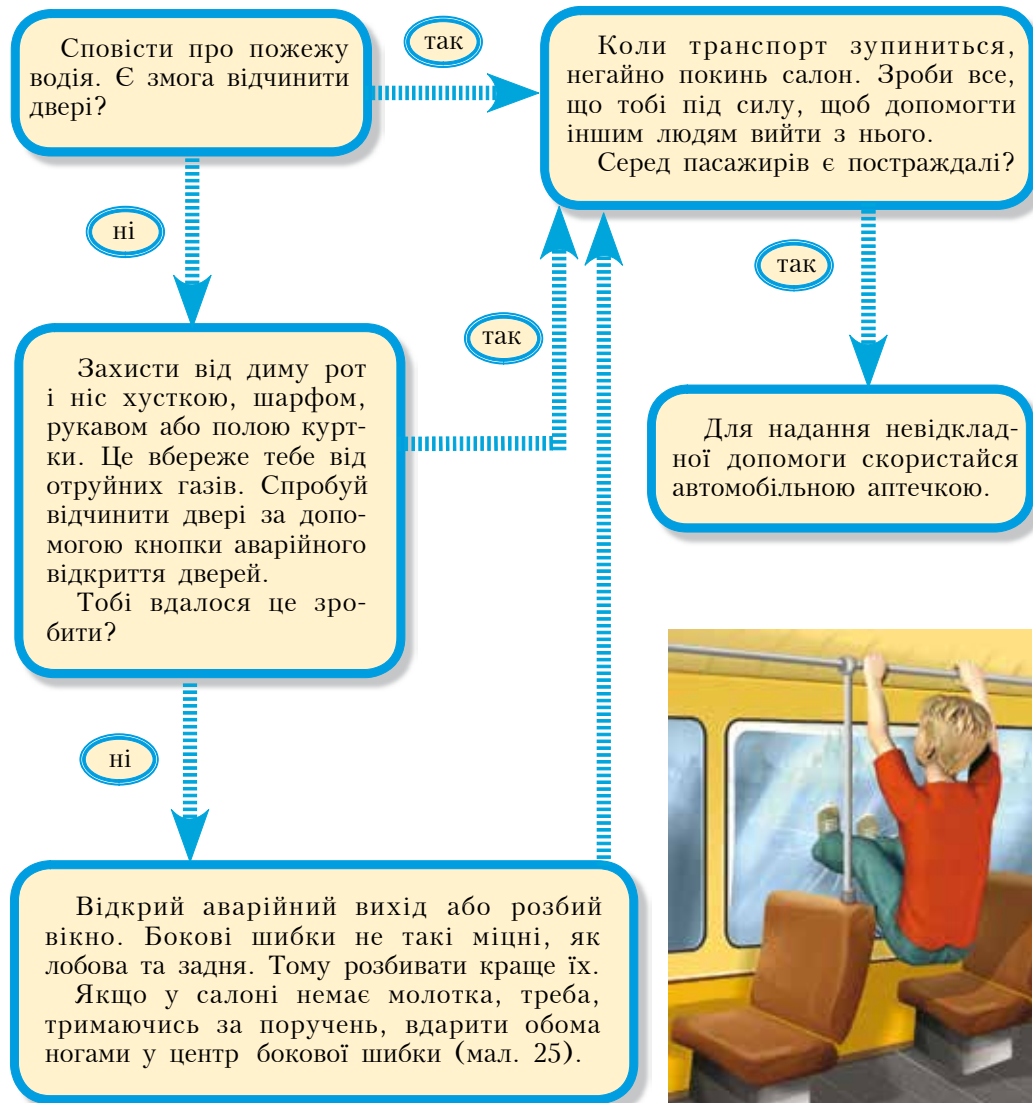 Сповісти про пожежу
водія. Є змога відчинити
двері?
так
Коли транспорт зупиниться,
негайно покинь салон. Зроби все,
що тобі під силу, щоб допомогти
іншим людям вийти з нього.
Серед пасажирів є постраждалі?
ні
так
так
Захисти від диму рот
і ніс хусткою, шарфом,
рукавом або полою курт-
ки. Це вбереже тебе від
отруйних газів. Спробуй
відчинити двері за допо-
могою кнопки аварійного
відкриття дверей.
Тобі вдалося це зро-
бити?
Для надання невідклад-
ної допомоги скористайся
автомобільною аптечкою.
ні
Відкрий аварійний вихід або розбий
вікно. Бокові шибки не такі міцні, як
лобова та задня. Тому розбивати краще їх.
Якщо у салоні немає молотка, треба,
тримаючись за поручень, вдарити обома
ногами у центр бокової шибки (мал. 25).